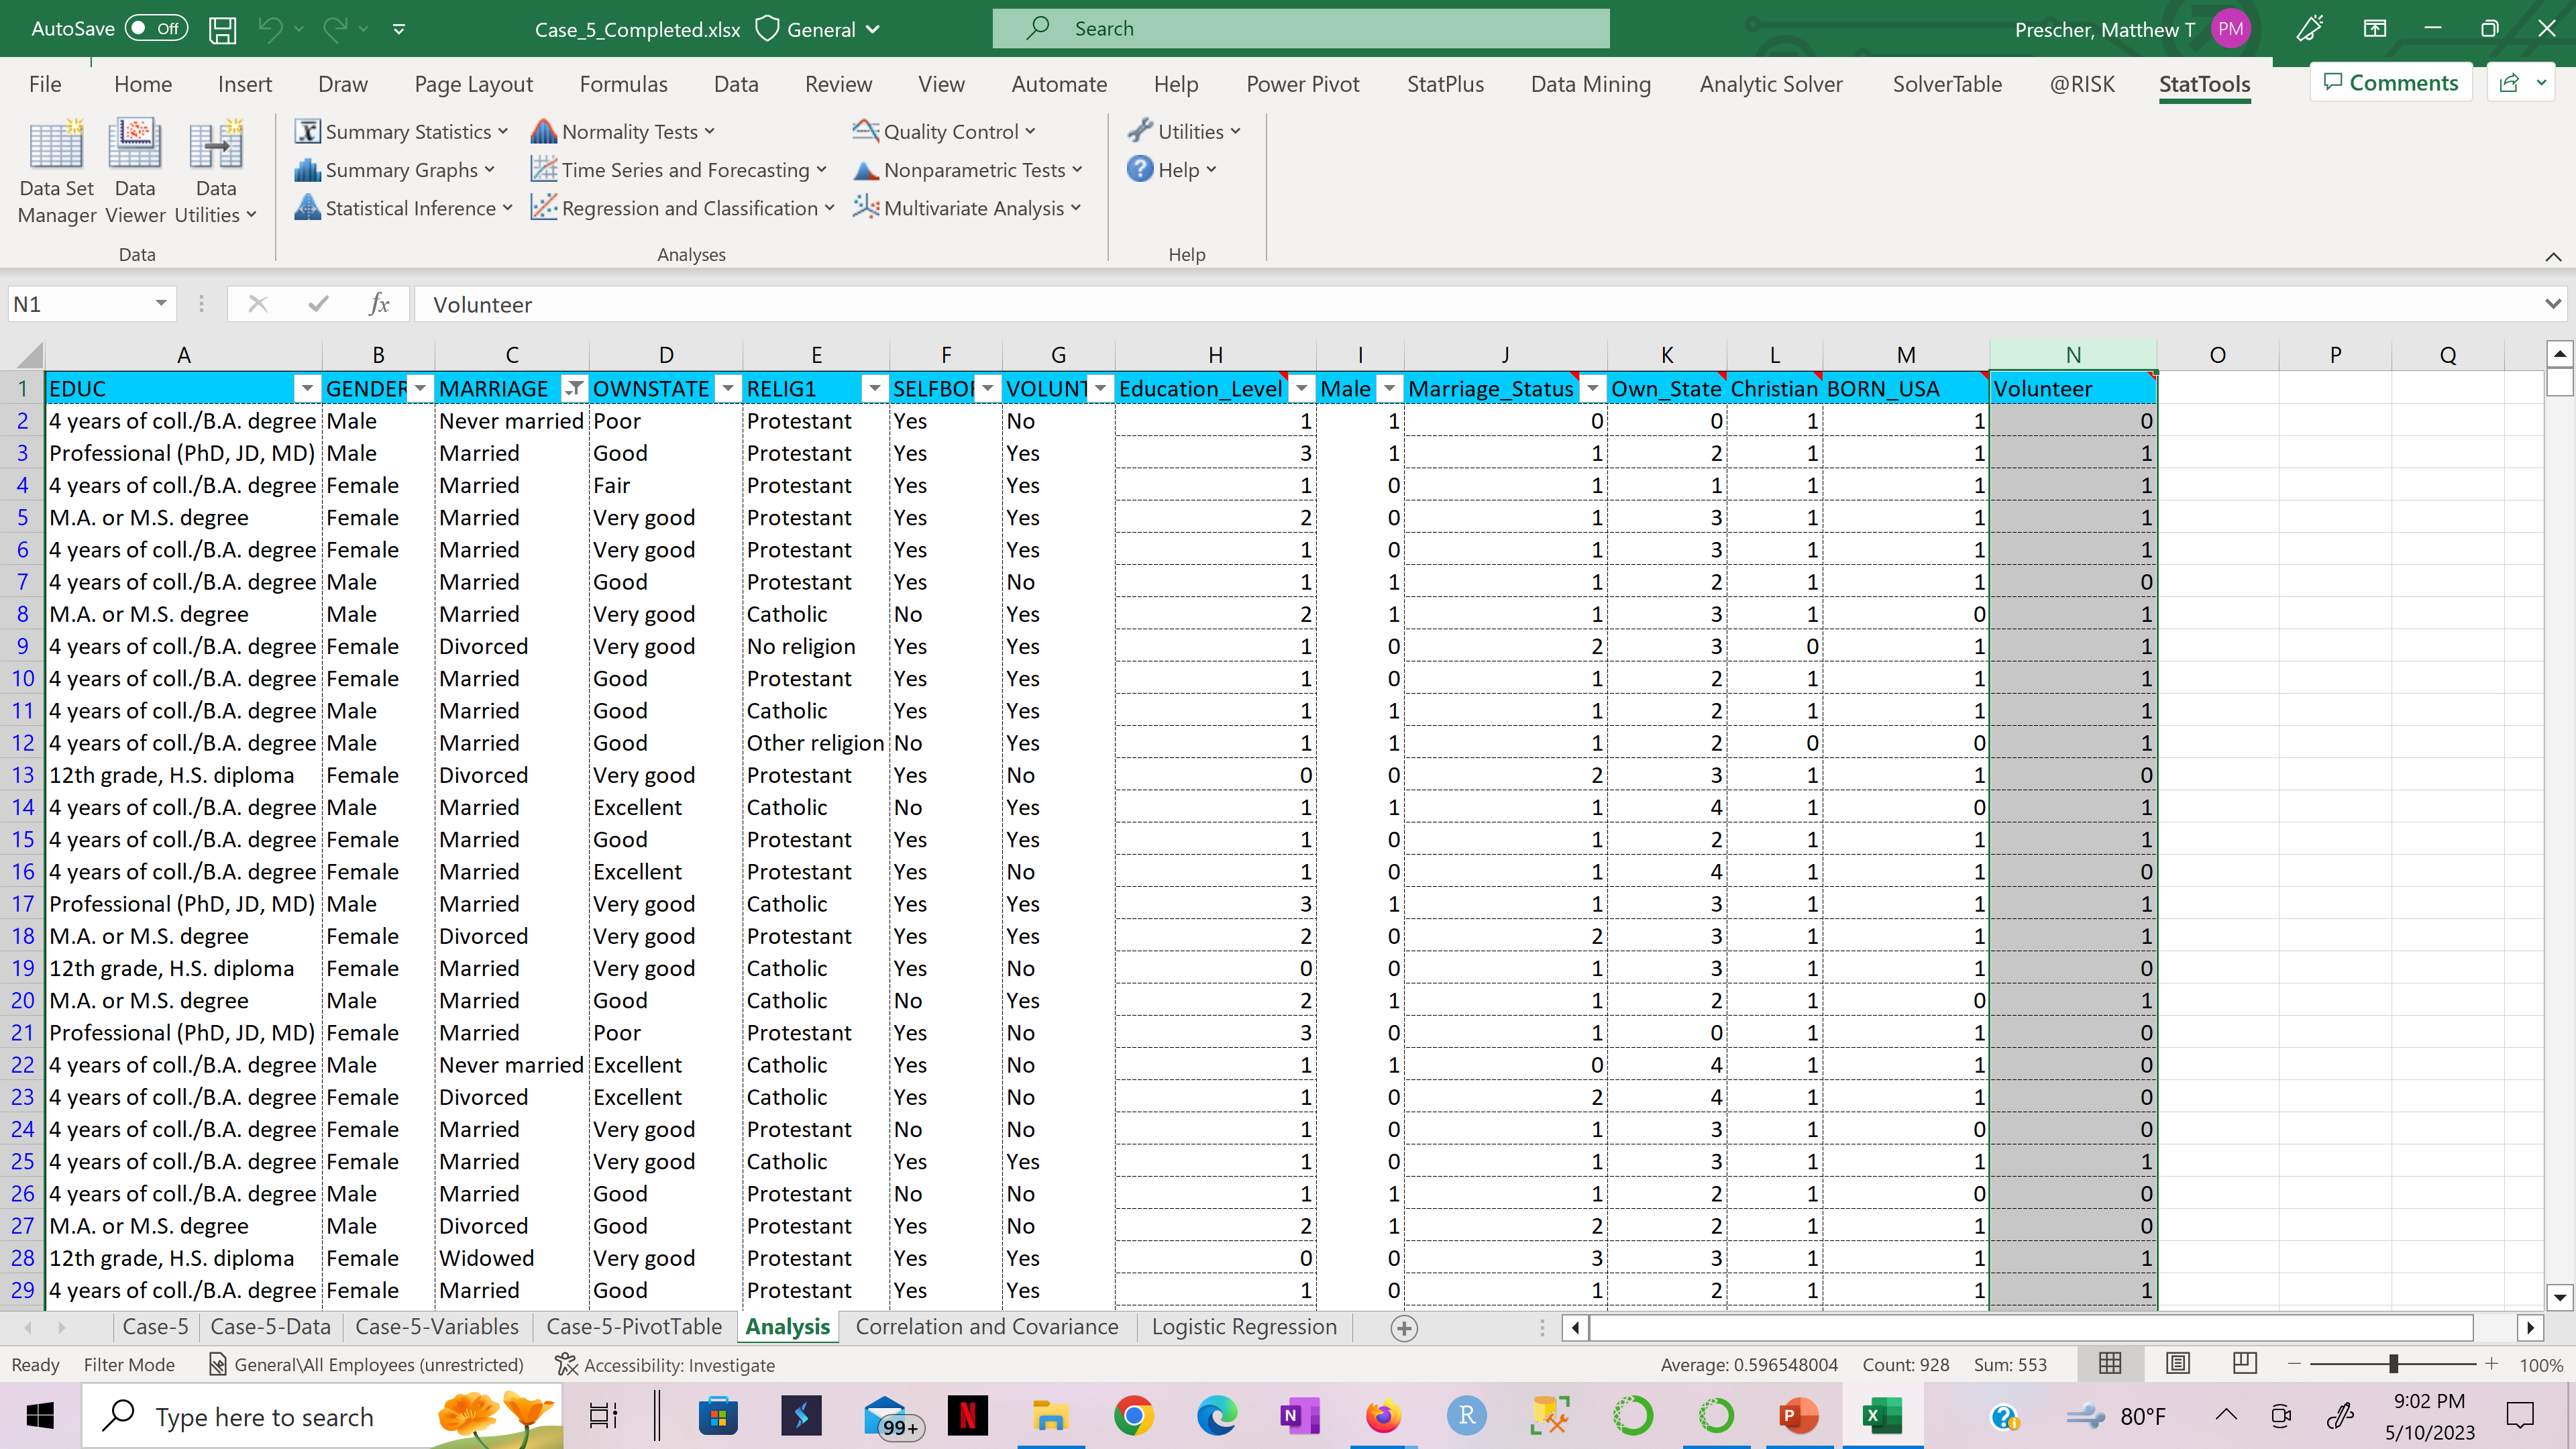 AutoSave Off Case_5_Completed.xlsx General Search Prescher, Matthew T PM
File Home Insert Draw Page Layout Formulas Data Review View Automate Help Power Pivot StatPlus Data Mining Analytic Solver SolverTable @RISK StatTools Comments
Summary Statistics Normality Tests Quality Control Utilities
Summary Graphs Time Series and Forecasting Nonparametric Tests Help
Data Set Manager Data Viewer Data Utilities Statistical Inference Regression and Classification Multivariate Analysis
Data Analyses Help
N1 fx Volunteer
A B C D E F G H I J K L M N O P Q
1 EDUC GENDER MARRIAGE OWNSTATE RELIG1 SELFBOR VOLUNT Education_Level Male Marriage_Status Own_State Christian BORN_USA Volunteer
2 4 years of coll./B.A. degree Male Never married Poor Protestant Yes No 1 1 0 0 1 1 0
3 Professional (PhD, JD, MD) Male Married Good Protestant Yes Yes 3 1 1 2 1 1 1
4 4 years of coll./B.A. degree Female Married Fair Protestant Yes Yes 1 0 1 1 1 1 1
5 M.A. or M.S. degree Female Married Very good Protestant Yes Yes 2 0 1 3 1 1 1
6 4 years of coll./B.A. degree Female Married Very good Protestant Yes Yes 1 0 1 3 1 1 1
7 4 years of coll./B.A. degree Male Married Good Protestant Yes No 1 1 1 2 1 1 0
8 M.A. or M.S. degree Male Married Very good Catholic No Yes 2 1 1 3 1 0 1
9 4 years of coll./B.A. degree Female Divorced Very good No religion Yes Yes 1 0 2 3 0 1 1
10 4 years of coll./B.A. degree Female Married Good Protestant Yes Yes 1 0 1 2 1 1 1
11 4 years of coll./B.A. degree Male Married Good Catholic Yes Yes 1 1 1 2 1 1 1
12 4 years of coll./B.A. degree Male Married Good Other religion No Yes 1 1 1 2 0 0 1
13 12th grade, H.S. diploma Female Divorced Very good Protestant Yes No 0 0 2 3 1 1 0
14 4 years of coll./B.A. degree Male Married Excellent Catholic No Yes 1 1 1 4 1 0 1
15 4 years of coll./B.A. degree Female Married Good Protestant Yes Yes 1 0 1 2 1 1 1
16 4 years of coll./B.A. degree Female Married Excellent Protestant Yes No 1 0 1 4 1 1 0
17 Professional (PhD, JD, MD) Male Married Very good Catholic Yes Yes 3 1 1 3 1 1 1
18 M.A. or M.S. degree Female Divorced Very good Protestant Yes Yes 2 0 2 3 1 1 1
19 12th grade, H.S. diploma Female Married Very good Catholic Yes No 0 0 1 3 1 1 0
20 M.A. or M.S. degree Male Married Good Catholic No Yes 2 1 1 2 1 0 1
21 Professional (PhD, JD, MD) Female Married Poor Protestant Yes No 3 0 1 0 1 1 0
22 4 years of coll./B.A. degree Male Never married Excellent Catholic Yes No 1 1 0 4 1 1 0
23 4 years of coll./B.A. degree Female Divorced Excellent Catholic Yes No 1 0 2 4 1 1 0
24 4 years of coll./B.A. degree Female Married Very good Protestant No No 1 0 1 3 1 0 0
25 4 years of coll./B.A. degree Female Married Very good Catholic Yes Yes 1 0 1 3 1 1 1
26 4 years of coll./B.A. degree Male Married Good Protestant No No 1 1 1 2 1 0 0
27 M.A. or M.S. degree Male Divorced Good Protestant Yes No 2 1 2 2 1 1 0
28 12th grade, H.S. diploma Female Widowed Very good Protestant Yes Yes 0 0 3 3 1 1 1
29 4 years of coll./B.A. degree Female Married Good Protestant Yes Yes 1 0 1 2 1 1 1
Case-5 Case-5-Data Case-5-Variables Case-5-PivotTable Analysis Correlation and Covariance Logistic Regression
Ready Filter Mode General\All Employees (unrestricted) Accessibility: Investigate Average: 0.596548004 Count: 928 Sum: 553 100%
Type here to search 99+ N N R P X 80°F 9:02 PM
5/10/2023